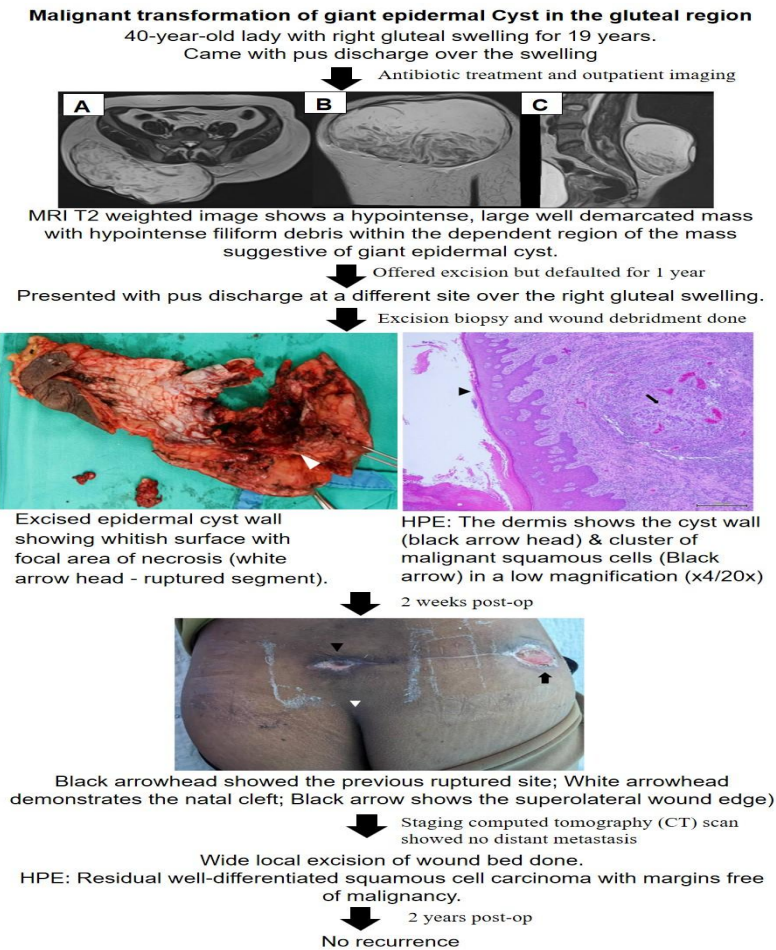 Malignant transformation of giant epidermal Cyst in the gluteal region
40-year-old lady with right gluteal swelling for 19 years.
Came with pus discharge over the swelling
Antibiotic treatment and outpatient imaging
A
B
C
MRI T2 weighted image shows a hypointense, large well demarcated mass
with hypointense filiform debris within the dependent region of the mass
suggestive of giant epidermal cyst.
Offered excision but defaulted for 1 year
Presented with pus discharge at a different site over the right gluteal swelling.
Excision biopsy and wound debridment done
Excised epidermal cyst wall
showing whitish surface with
focal area of necrosis (white
arrow head - ruptured segment).
HPE: The dermis shows the cyst wall
(black arrow head) & cluster of
malignant squamous cells (Black
arrow) in a low magnification (x4/20x)
2 weeks post-op
Black arrowhead showed the previous ruptured site; White arrowhead
demonstrates the natal cleft; Black arrow shows the superolateral wound edge)
Staging computed tomography (CT) scan
showed no distant metastasis
Wide local excision of wound bed done.
HPE: Residual well-differentiated squamous cell carcinoma with margins free
of malignancy.
2 years post-op
No recurrence